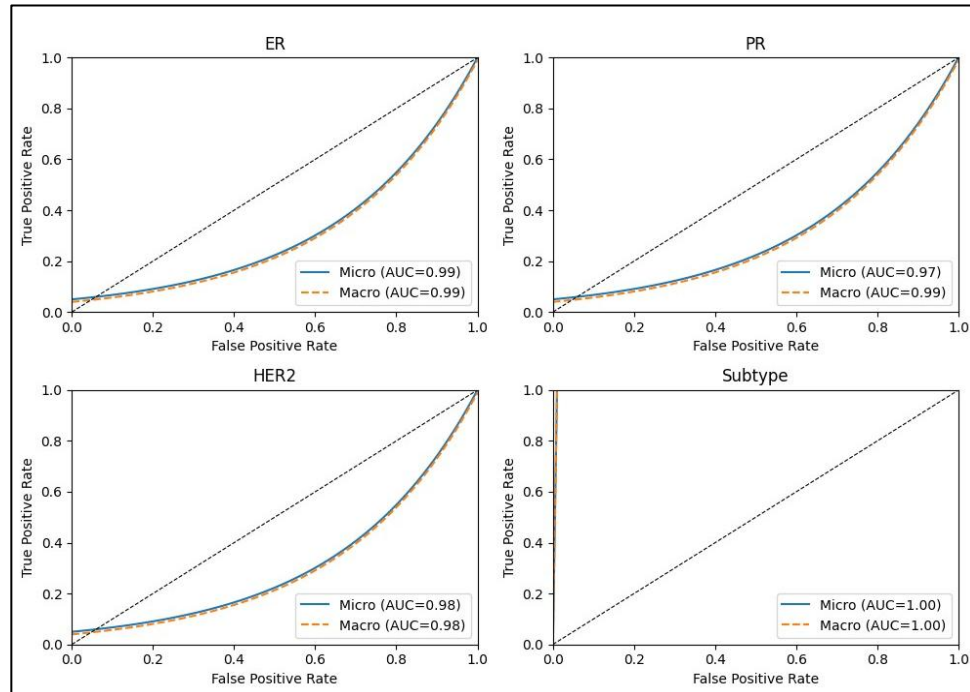 ER
1.0
0.8
0.6
0.4
0.2
0.0
True Positive Rate
0.0 0.2 0.4 0.6 0.8 1.0
False Positive Rate
Micro (AUC=0.99)
Macro (AUC=0.99)
PR
1.0
0.8
0.6
0.4
0.2
0.0
True Positive Rate
0.0 0.2 0.4 0.6 0.8 1.0
False Positive Rate
Micro (AUC=0.97)
Macro (AUC=0.99)
HER2
1.0
0.8
0.6
0.4
0.2
0.0
True Positive Rate
0.0 0.2 0.4 0.6 0.8 1.0
False Positive Rate
Micro (AUC=0.98)
Macro (AUC=0.98)
Subtype
1.0
0.8
0.6
0.4
0.2
0.0
True Positive Rate
0.0 0.2 0.4 0.6 0.8 1.0
False Positive Rate
Micro (AUC=1.00)
Macro (AUC=1.00)